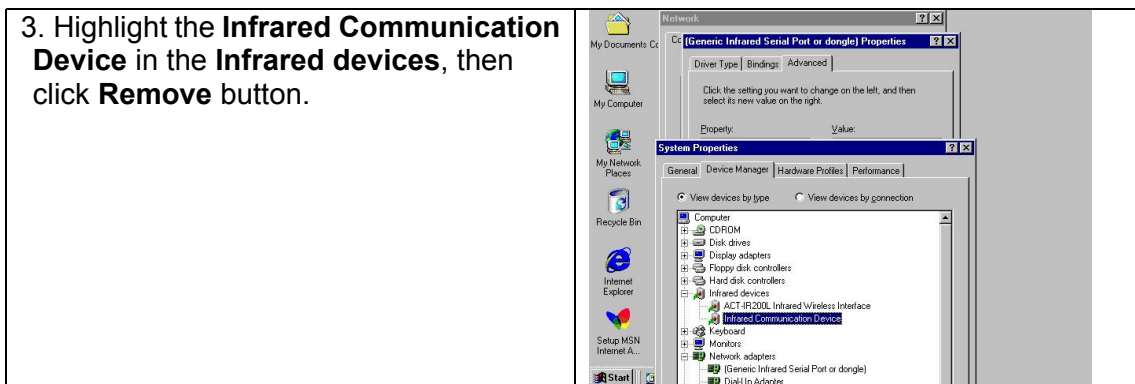 3. Highlight the Infrared Communication
Device in the Infrared devices, then
click Remove button.
Network
My Documents
Cc
Cc
(Generic Infrared Serial Port or dongle) Properties
Driver Type
Bindings
Advanced
Click the setting you want to change on the left, and then
select its new value on the right.
My Computer
Property:
Value:
System Properties
My Network
Places
General
Device Manager
Hardware Profiles
Performance
View devices by type
View devices by connection
Recycle Bin
Computer
CDROM
Disk drives
Display adapters
Floppy disk controllers
Hard disk controllers
Internet
Explorer
Infrared devices
ACT-IR200L Infrared Wireless Interface
Infrared Communication Device
Keyboard
Monitors
Setup MSN
Internet A...
Network adapters
(Generic Infrared Serial Port or dongle)
Dial-Up Adapter
Start